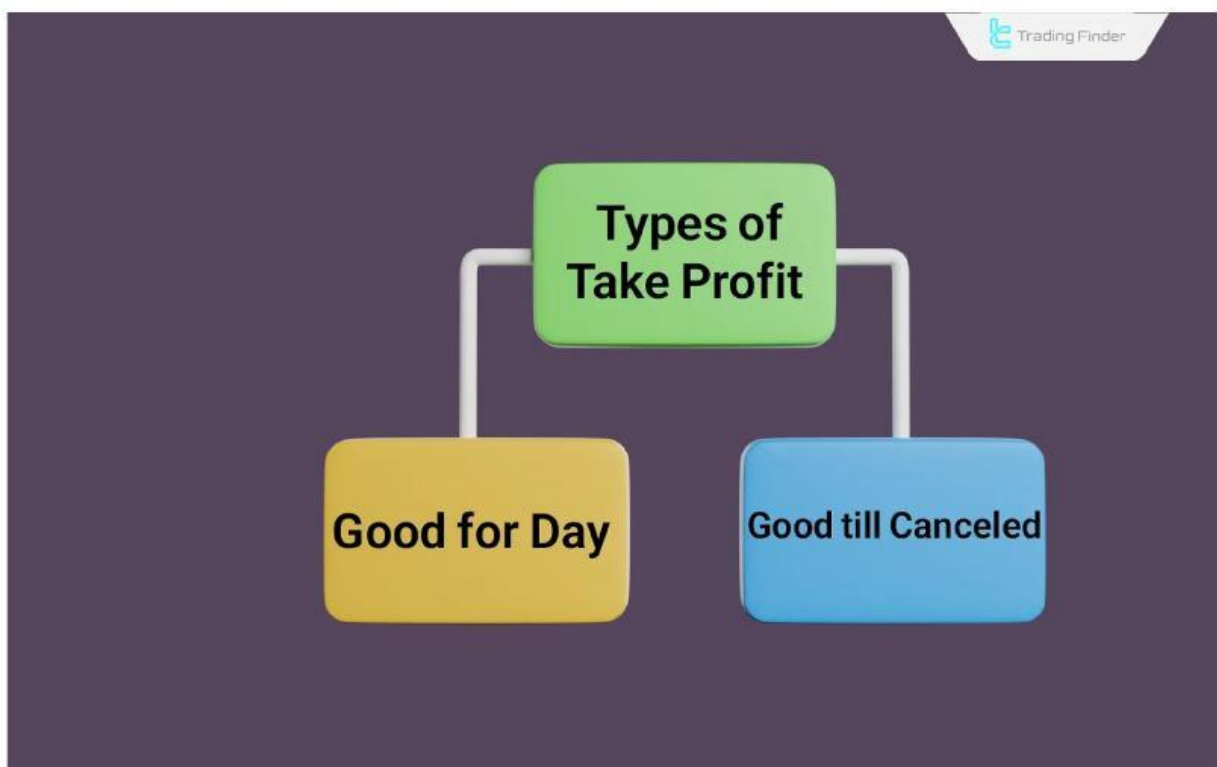 Trading Finder
Types of
Take Profit
Good for Day
Good till Canceled